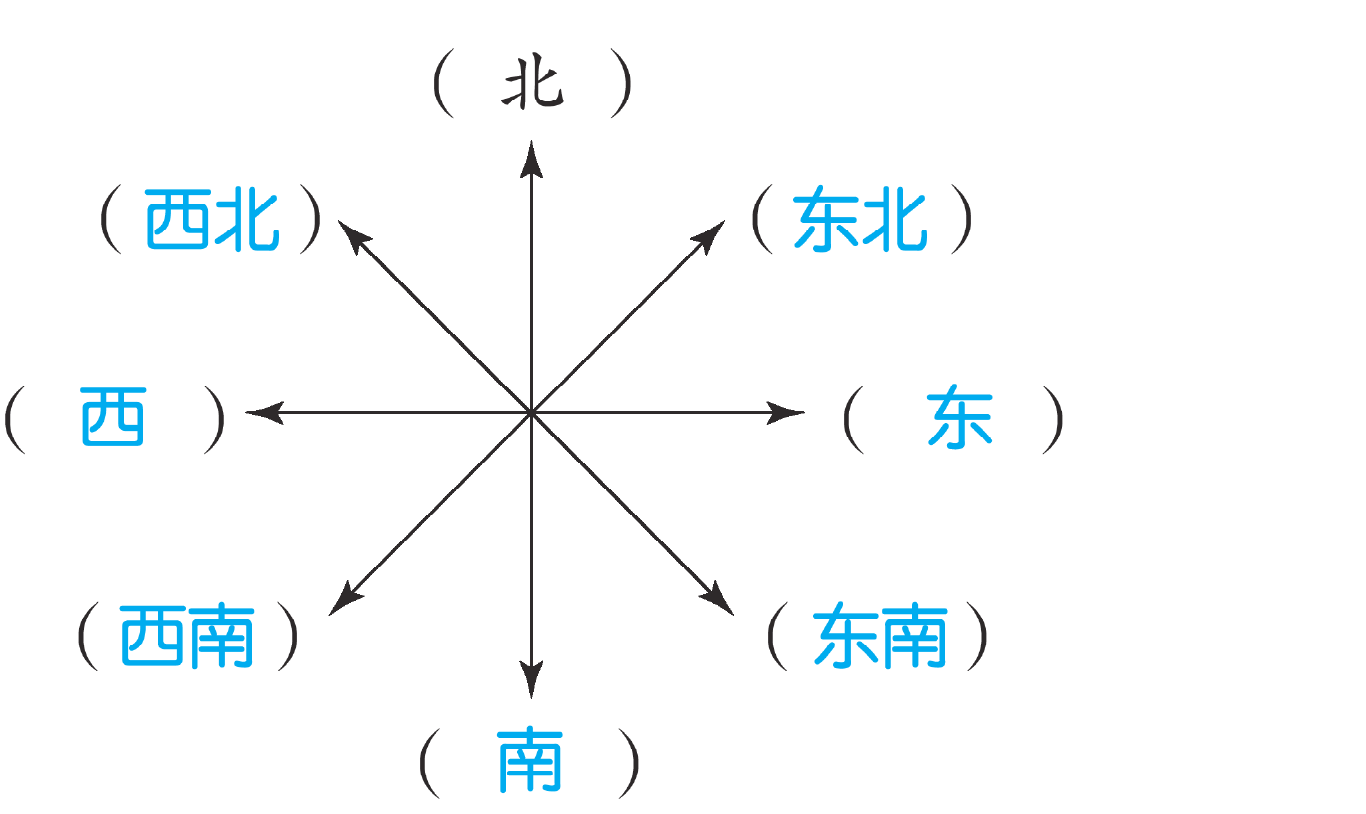 ( 北 )
( 西北 ) ( 东北 )
( 西 ) ( 东 )
( 西南 ) ( 东南 )
( 南 )